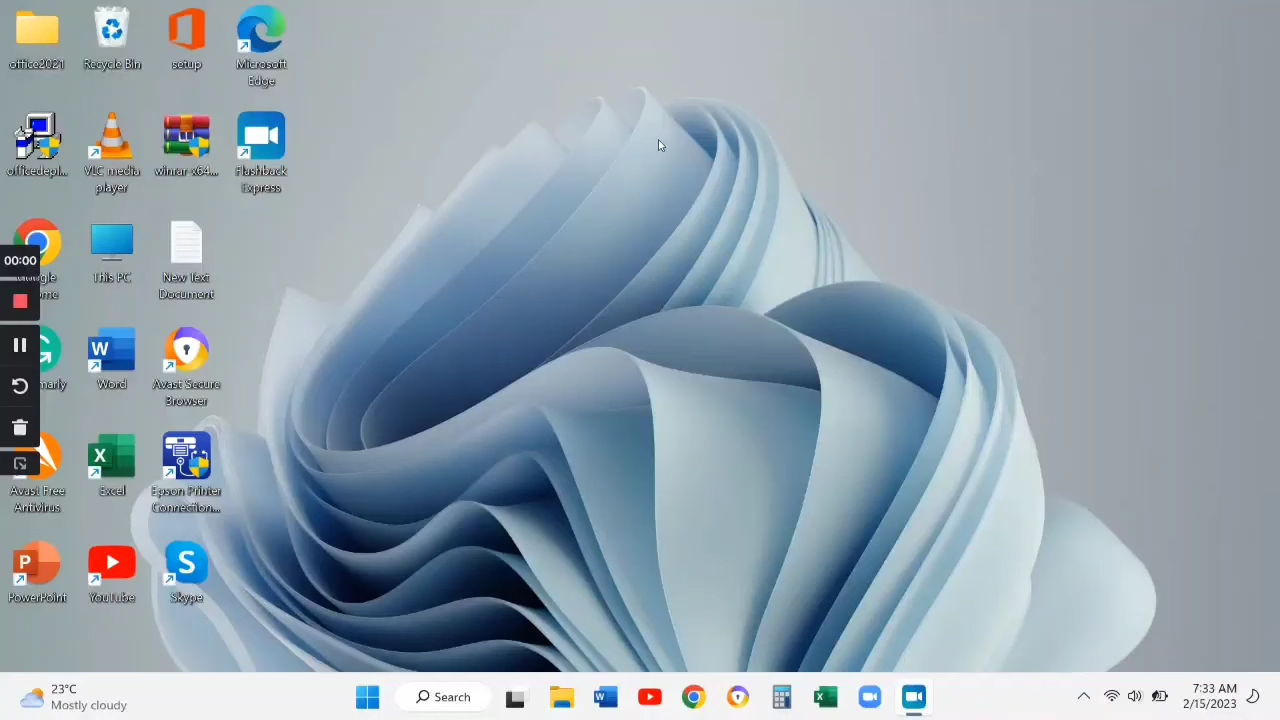 office2021
Recycle Bin
setup
Microsoft
Edge
officedepl...
VLC media
player
winrar-x64...
Flashback
Express
This PC
New Text
Document
00:00
Word
Avast Secure
Browser
Avast Free
Antivirus
Excel
Epson Printer
Connection...
PowerPoint
YouTube
Skype
23°C
Mostly cloudy
Search
7:33 AM
2/15/2023